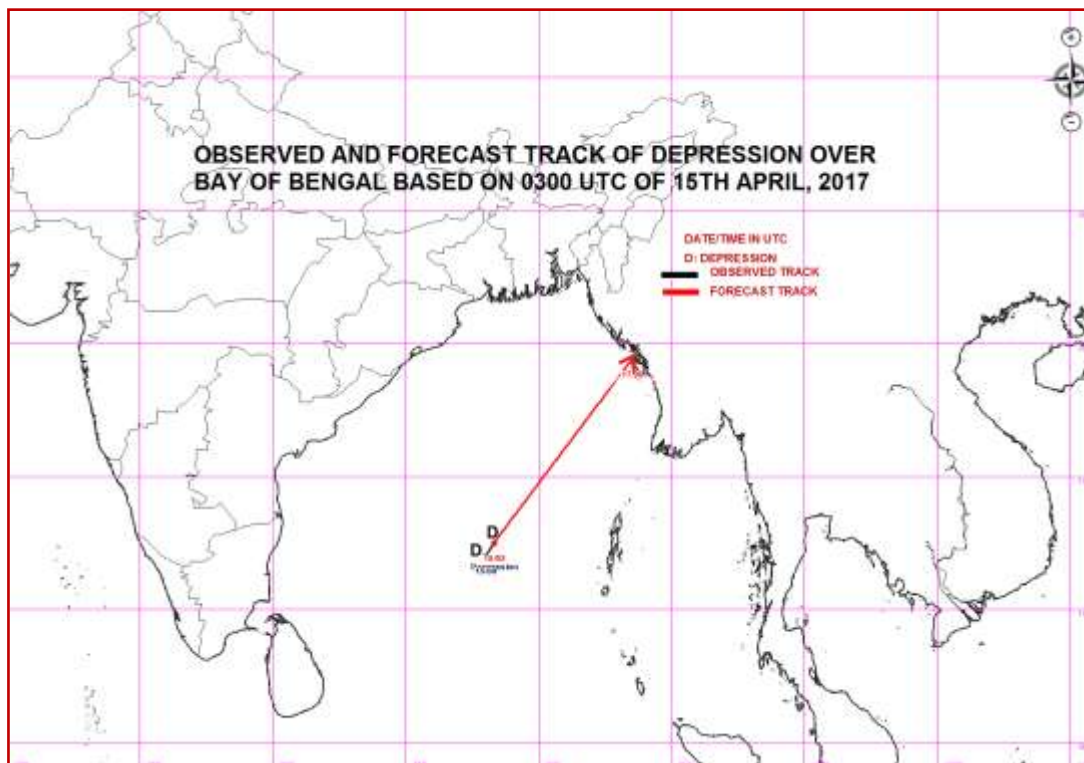 OBSERVED AND FORECAST TRACK OF DEPRESSION OVER
BAY OF BENGAL BASED ON 0300 UTC OF 15TH APRIL, 2017
DATE/TIME IN UTC
D: DEPRESSION
OBSERVED TRACK
FORECAST TRACK
D
D
Depression